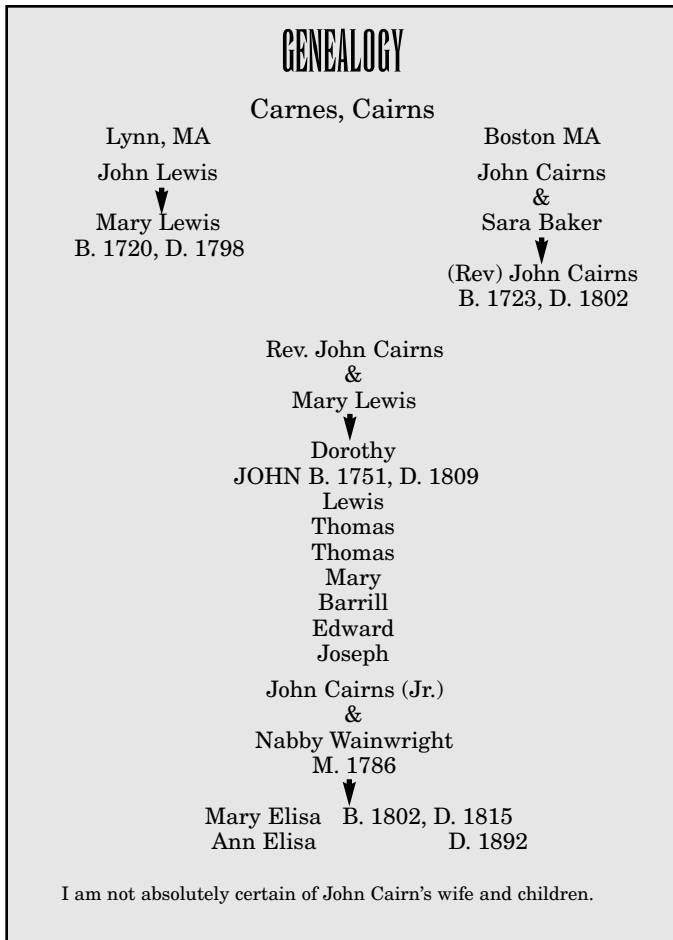 GENEALOGY
Carnes, Cairns
Lynn, MA
John Lewis
Mary Lewis
B. 1720, D. 1798
Boston MA
John Cairns
&
Sara Baker
(Rev) John Cairns
B. 1723, D. 1802
Rev. John Cairns
&
Mary Lewis
Dorothy
JOHN B. 1751, D. 1809
Lewis
Thomas
Thomas
Mary
Barrill
Edward
Joseph
John Cairns (Jr.)
&
Nabby Wainwright
M. 1786
Mary Elisa B. 1802, D. 1815
Ann Elisa D. 1892
I am not absolutely certain of John Cairn's wife and children.